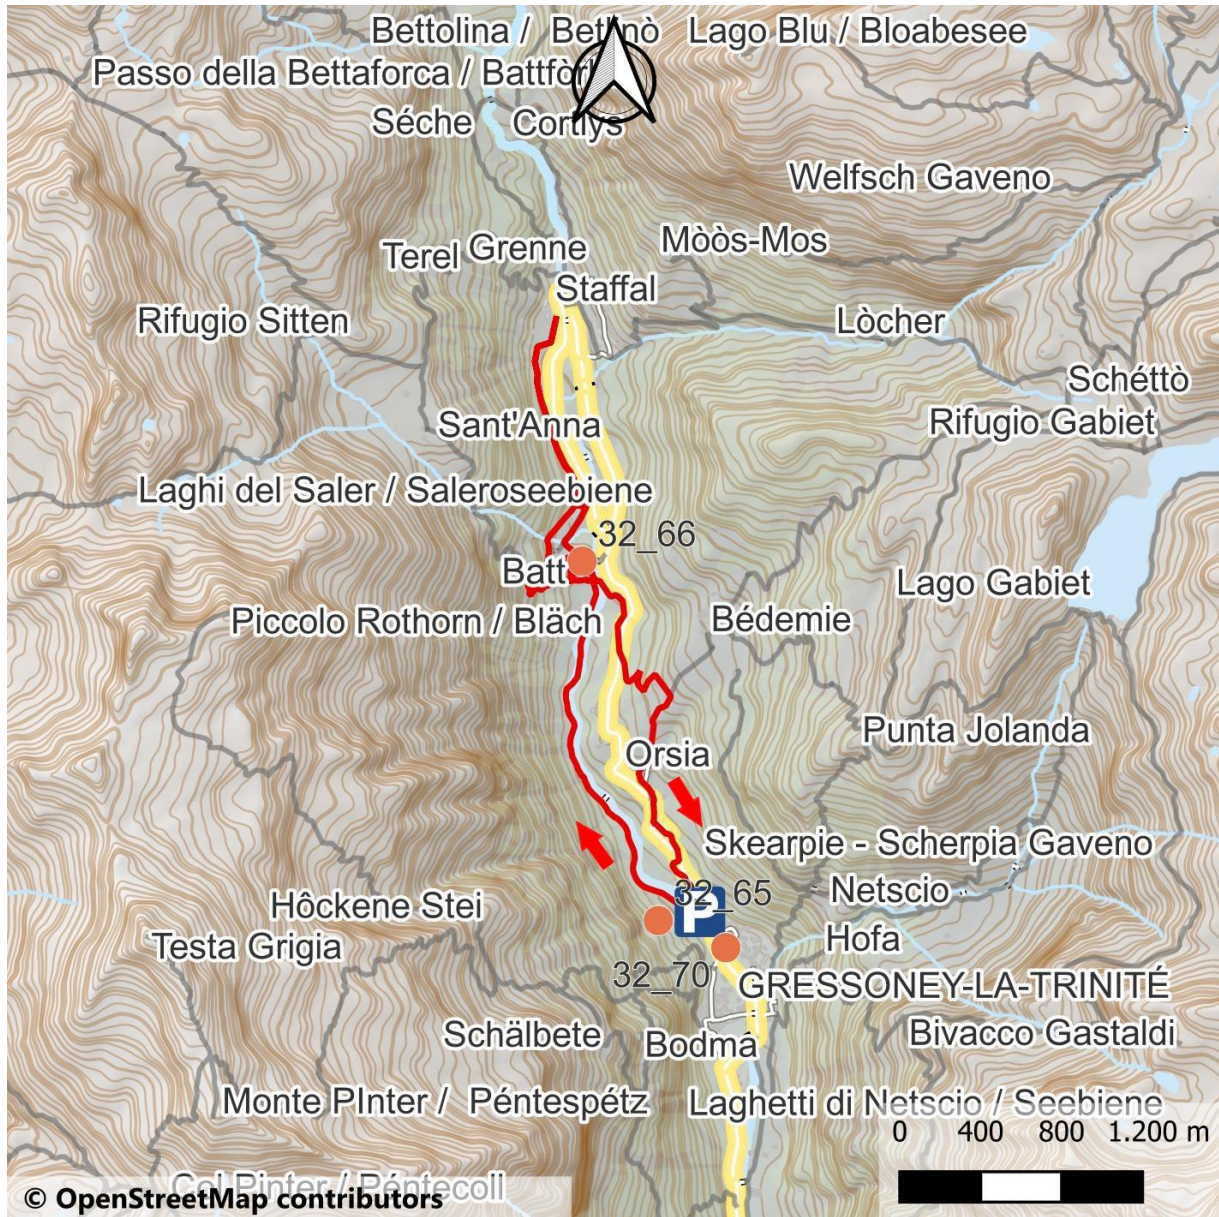 Bettolina / Betlinò
Lago Blu / Bloabesee
Passo della Bettaforca / Battfòrk
Séche
Cortlys
Welfsch Gaveno
Terel
Grenne
Mòòs-Mos
Staffal
Rifugio Sitten
Lòcher
Schéttò
Sant'Anna
Rifugio Gabiet
Laghi del Saler / Saleroseebiene
32_66
Batt
Lago Gabiet
Piccolo Rothorn / Bläch
Bédemie
Punta Jolanda
Orsia
Skearpie - Scherpia Gaveno
32_65
P
Netscio
Hôckene Stei
Testa Grigia
Hofa
32_70
GRESSONEY-LA-TRINITÉ
Schälbete
Bodmá
Bivacco Gastaldi
Monte PInter / Péntespétz
Laghetti di Netscio / Seebiene
0 400 800 1.200 m
Col Pinter / Péntecoll
© OpenStreetMap contributors